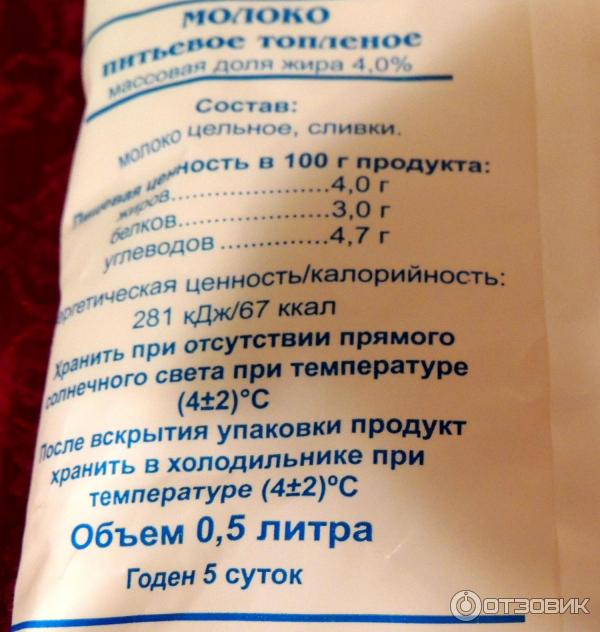 МОЛОКО
питьевое топленое
массовая доля жира 4,0%
Состав:
молоко цельное, сливки.
Пищевая ценность в 100 г продукта:
жиров....................4,0 г
белков...................3,0 г
углеводов ..............4,7 г
ергетическая ценность/калорийность:
281 кДж/67 ккал
Хранить при отсутствии прямого
солнечного света при температуре
(4±2)°С
После вскрытия упаковки продукт
хранить в холодильнике при
температуре (4±2)ºС
Объем 0,5 литра
Годен 5 суток
ОТЗОВИК